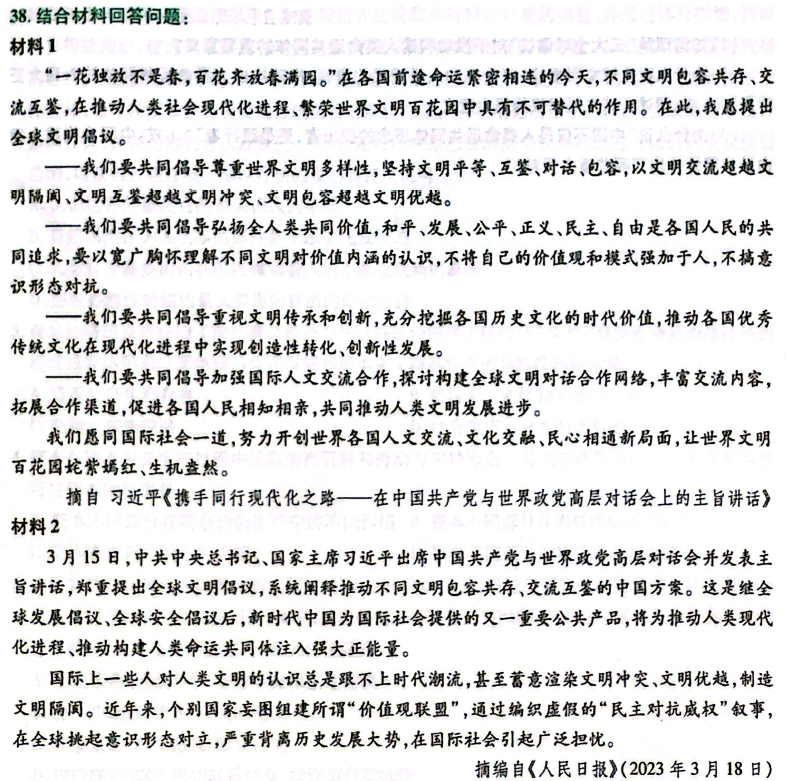 38.结合材料回答问题：
材料1
“一花独放不是春，百花齐放春满园。”在各国前途命运紧密相连的今天，不同文明包容共存、交
流互鉴，在推动人类社会现代化进程、繁荣世界文明百花园中具有不可替代的作用。在此，我愿提出
全球文明倡议。
——我们要共同倡导尊重世界文明多样性，坚持文明平等、互鉴、对话、包容，以文明交流超越文
明隔阂、文明互鉴超越文明冲突、文明包容超越文明优越。
——我们要共同倡导弘扬全人类共同价值，和平、发展、公平、正义、民主、自由是各国人民的共
同追求，要以宽广胸怀理解不同文明对价值内涵的认识，不将自己的价值观和模式强加于人，不搞意
识形态对抗。
——我们要共同倡导重视文明传承和创新，充分挖掘各国历史文化的时代价值，推动各国优秀
传统文化在现代化进程中实现创造性转化、创新性发展。
——我们要共同倡导加强国际人文交流合作，探讨构建全球文明对话合作网络，丰富交流内容，
拓展合作渠道，促进各国人民相知相亲，共同推动人类文明发展进步。
我们愿同国际社会一道，努力开创世界各国人文交流、文化交融、民心相通新局面，让世界文明
百花园姹紫嫣红、生机盎然。
摘自 习近平《携手同行现代化之路——在中国共产党与世界政党高层对话会上的主旨讲话》
材料2
3月15日，中共中央总书记、国家主席习近平出席中国共产党与世界政党高层对话会并发表主
旨讲话，郑重提出全球文明倡议，系统阐释推动不同文明包容共存、交流互鉴的中国方案。这是继全
球发展倡议、全球安全倡议后，新时代中国为国际社会提供的又一重要公共产品，将为推动人类现代
化进程、推动构建人类命运共同体注入强大正能量。
国际上一些人对人类文明的认识总是跟不上时代潮流，甚至蓄意渲染文明冲突、文明优越，制造
文明隔阂。近年来，个别国家妄图组建所谓“价值观联盟”，通过编织虚假的“民主对抗威权”叙事，
在全球挑起意识形态对立，严重背离历史发展大势，在国际社会引起广泛担忧。
摘编自《人民日报》(2023年3月18日)